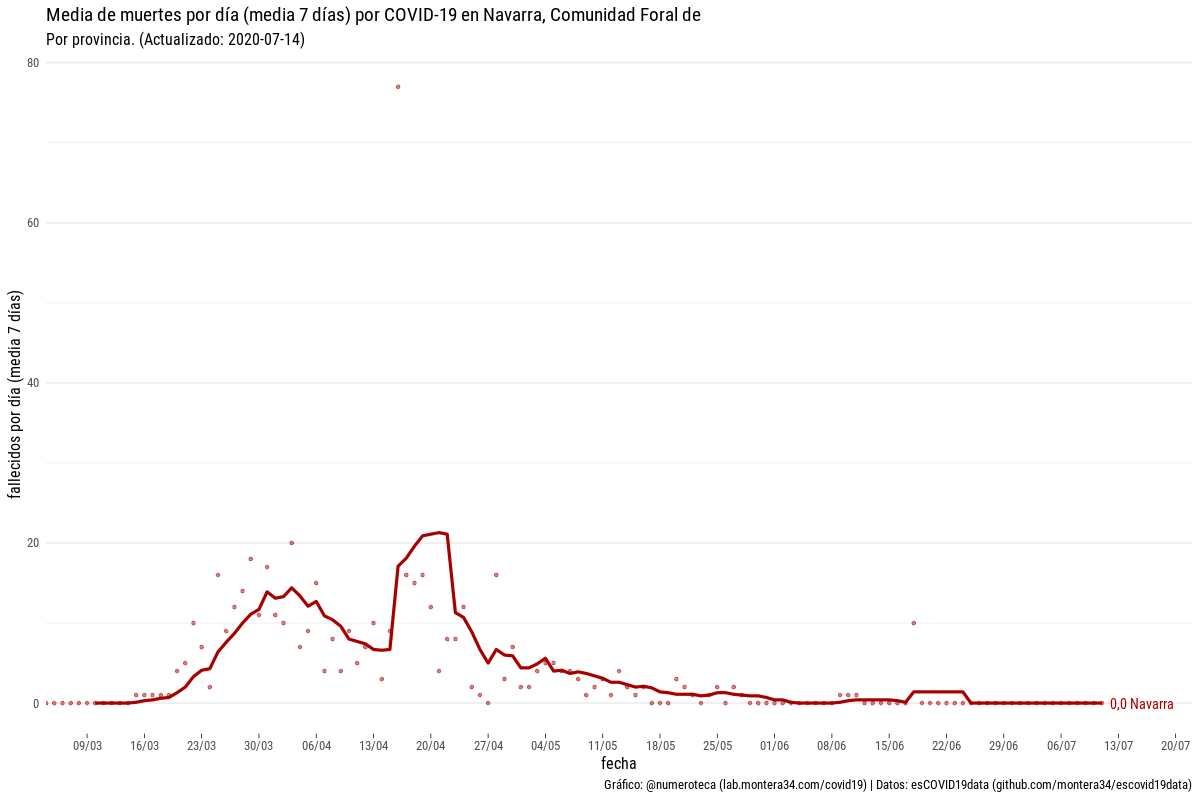 Media de muertes por día (media 7 días) por COVID-19 en Navarra, Comunidad Foral de
Por provincia. (Actualizado: 2020-07-14)
80
60
40
20
0
fallecidos por día (media 7 días)
0,0 Navarra
09/03 16/03 23/03 30/03 06/04 13/04 20/04 27/04 04/05 11/05 18/05 25/05 01/06 08/06 15/06 22/06 29/06 06/07 13/07 20/07
fecha
Gráfico: @numeroteca (lab.montera34.com/covid19) | Datos: esCOVID19data (github.com/montera34/escovid19data)